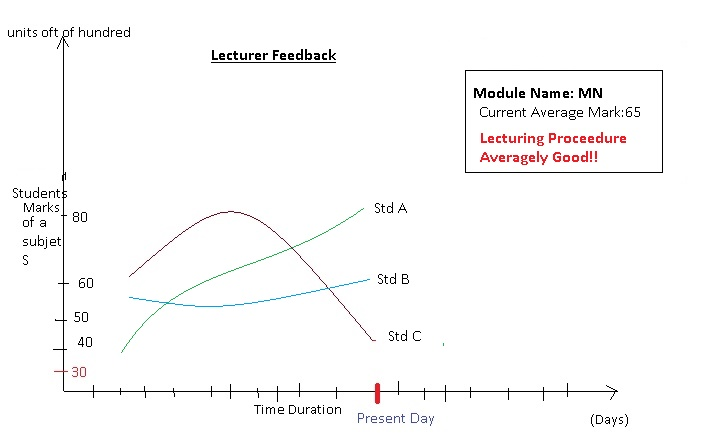 units oft of hundred
Lecturer Feedback
Module Name: MN
Current Average Mark:65
Lecturing Proceedure
Averagely Good!!
Students
Marks
of a
subjet
S
80
60
50
40
30
Std A
Std B
Std C
Time Duration
Present Day
(Days)